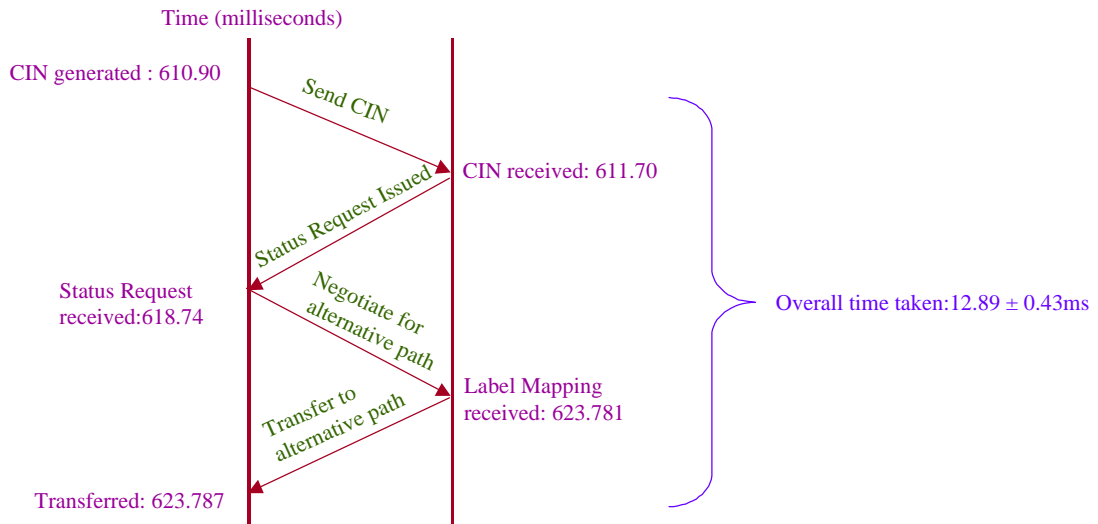 Time (milliseconds)
CIN generated : 610.90
Send CIN
CIN received: 611.70
Status Request Issued
Status Request
received:618.74
Negotiate for
alternative path
Overall time taken:12.89 ± 0.43ms
Label Mapping
received: 623.781
Transfer to
alternative path
Transferred: 623.787